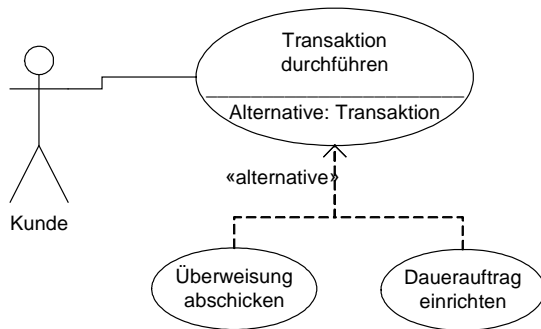 Transaktion
durchführen
Alternative: Transaktion
«alternative»
Kunde
Überweisung
abschicken
Dauerauftrag
einrichten